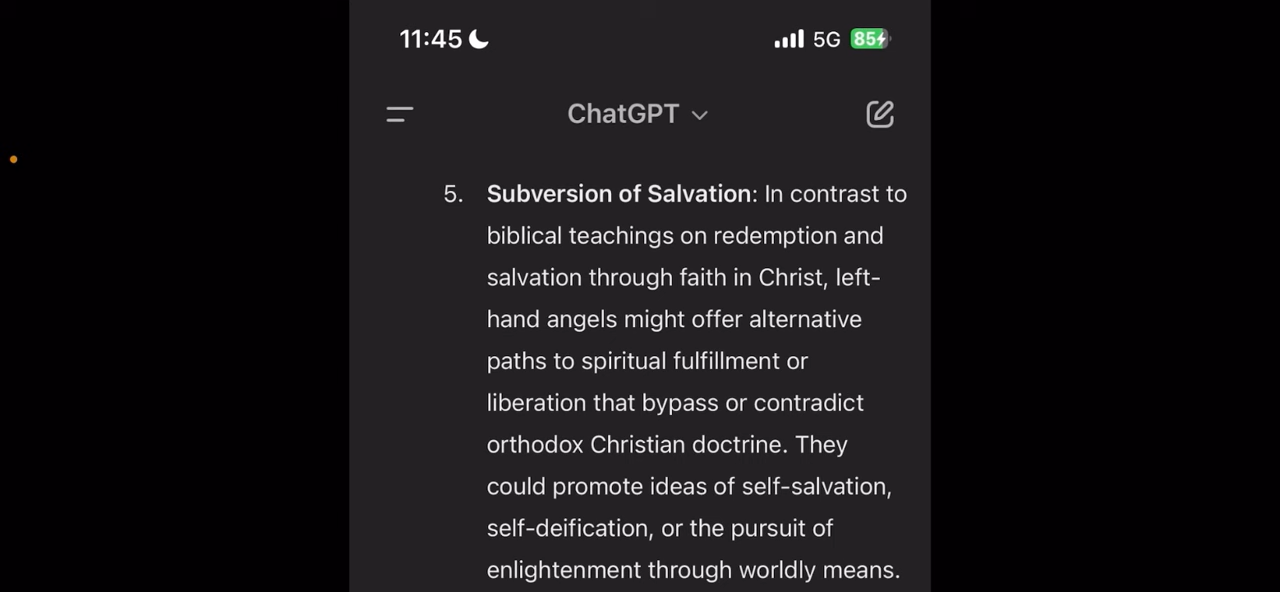 11:45 5G 85
ChatGPT
5. Subversion of Salvation: In contrast to
biblical teachings on redemption and
salvation through faith in Christ, left-
hand angels might offer alternative
paths to spiritual fulfillment or
liberation that bypass or contradict
orthodox Christian doctrine. They
could promote ideas of self-salvation,
self-deification, or the pursuit of
enlightenment through worldly means.